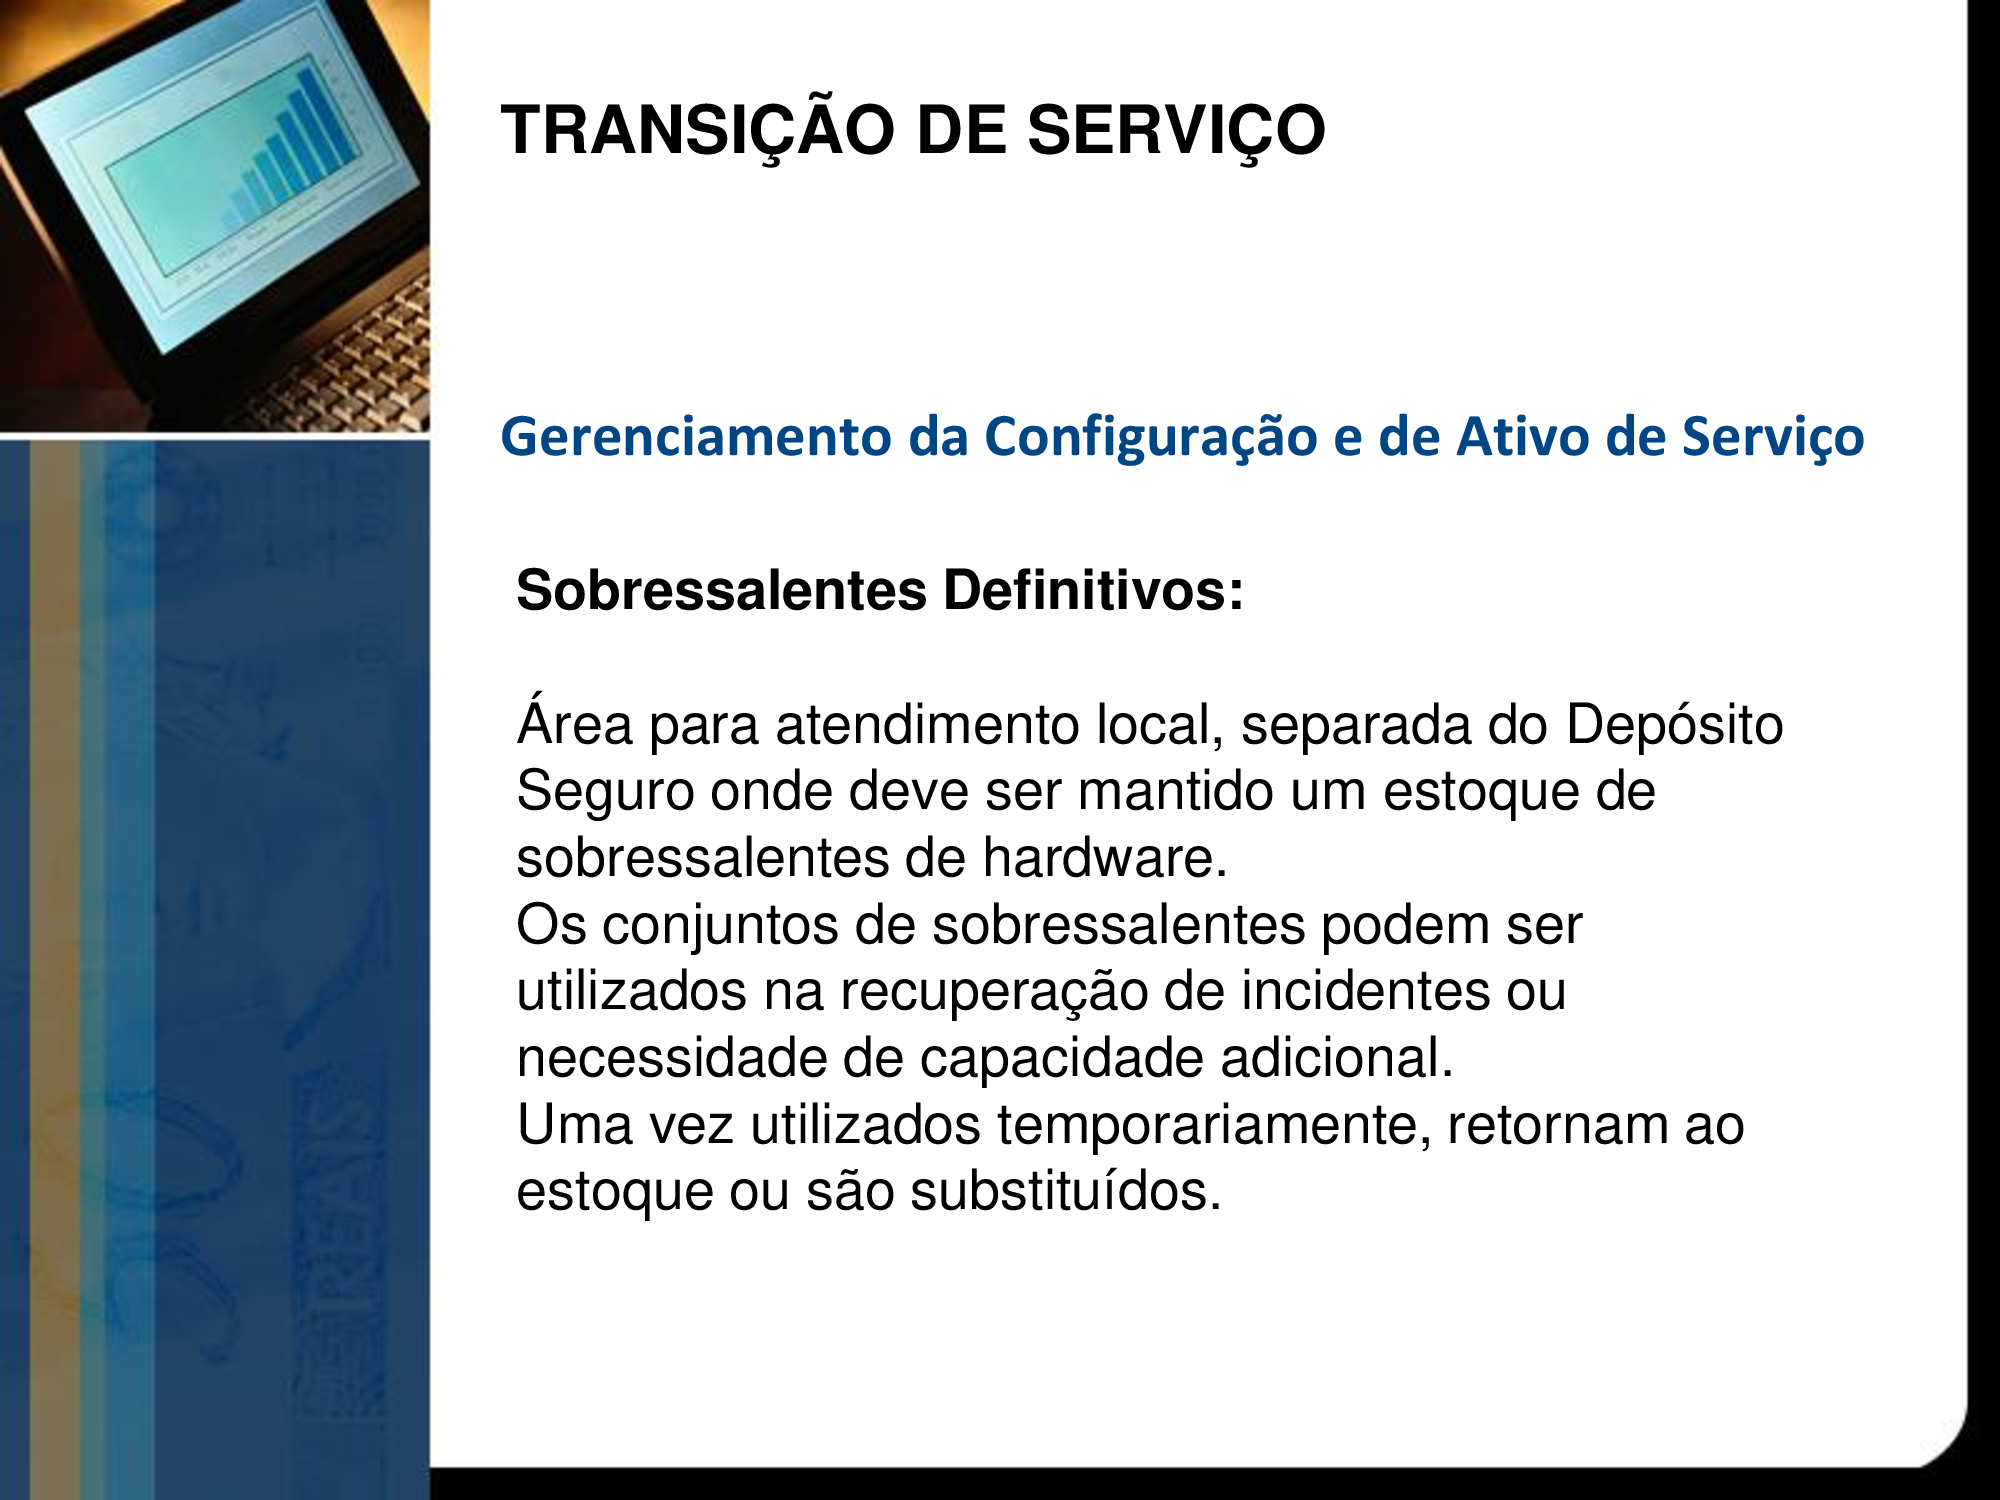 TRANSIÇÃO DE SERVIÇO
Gerenciamento da Configuração e de Ativo de Serviço
Sobressalentes Definitivos:
Área para atendimento local, separada do Depósito
Seguro onde deve ser mantido um estoque de
sobressalentes de hardware.
Os conjuntos de sobressalentes podem ser
utilizados na recuperação de incidentes ou
necessidade de capacidade adicional.
Uma vez utilizados temporariamente, retornam ao
estoque ou são substituídos.
REAIS